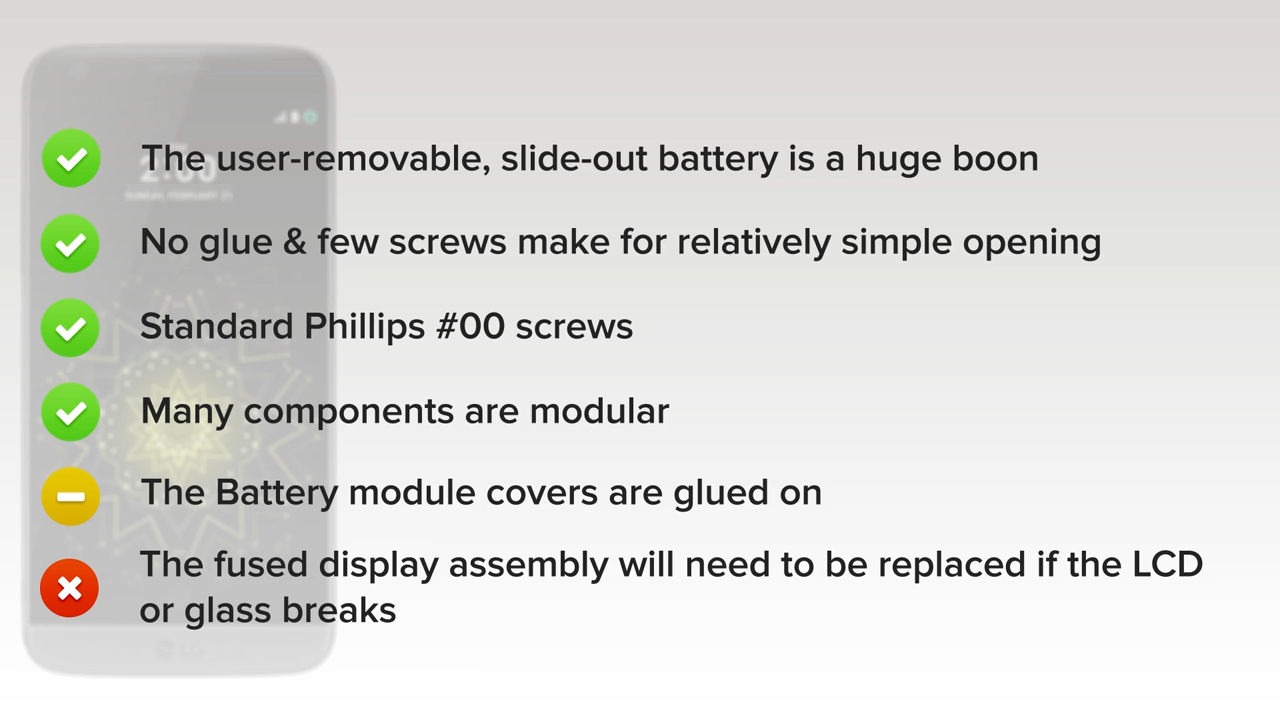 The user-removable, slide-out battery is a huge boon
No glue & few screws make for relatively simple opening
Standard Phillips #00 screws
Many components are modular
The Battery module covers are glued on
The fused display assembly will need to be replaced if the LCD
or glass breaks
LG